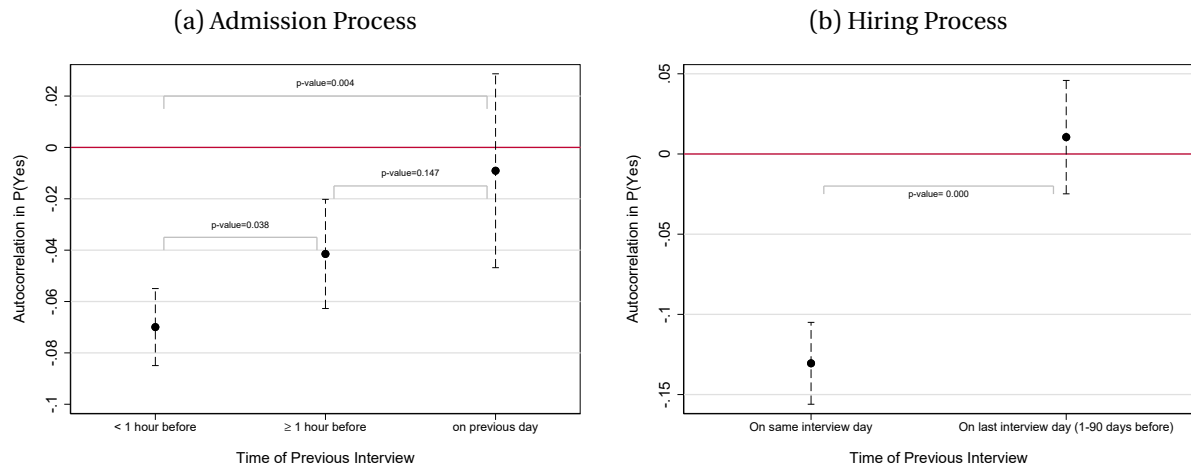 (a) Admission Process
Autocorrelation in P(Yes)
.02
0
-.02
-.04
-.06
-.08
-.1
p-value=0.004
p-value=0.147
p-value=0.038
< 1 hour before
≥ 1 hour before
on previous day
Time of Previous Interview
(b) Hiring Process
Autocorrelation in P(Yes)
.05
0
-.05
-.1
-.15
p-value= 0.000
On same interview day
On last interview day (1-90 days before)
Time of Previous Interview